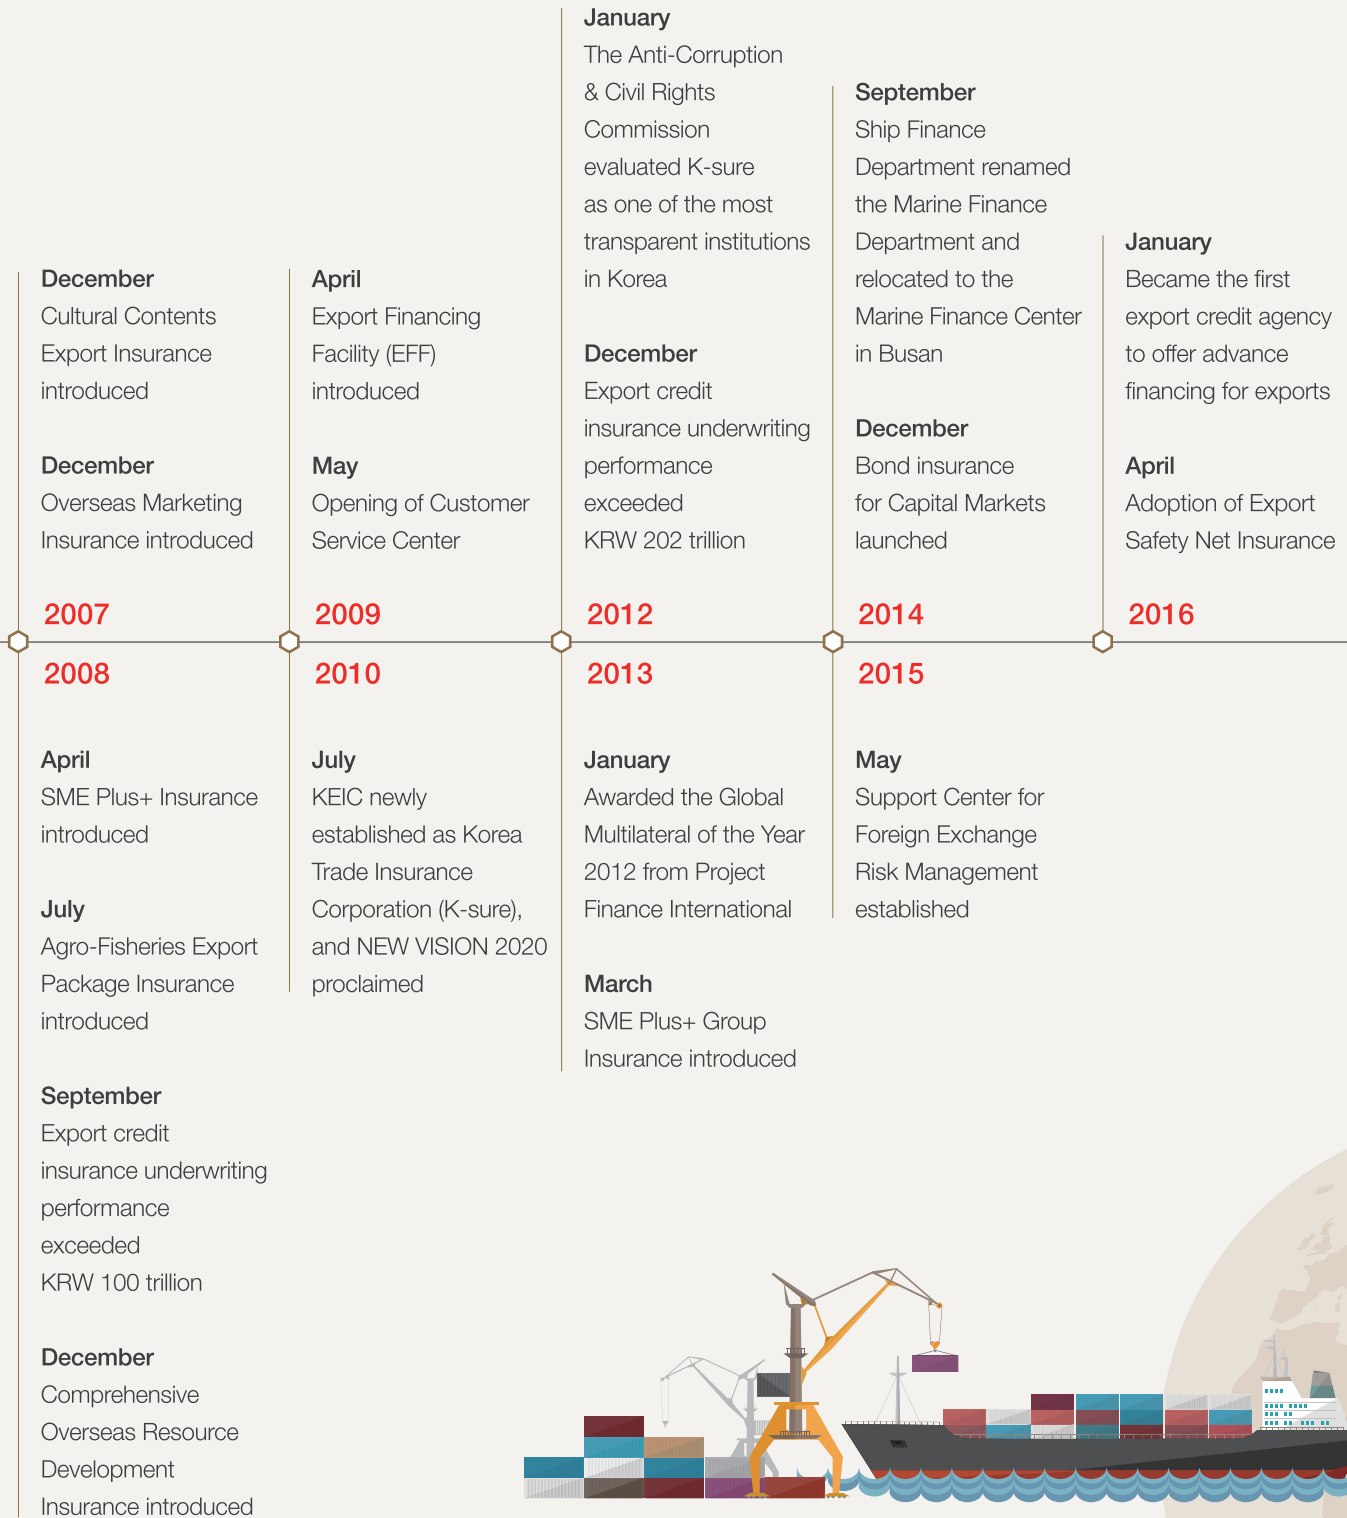 December
Cultural Contents
Export Insurance
introduced
December
Overseas Marketing
Insurance introduced
2007
2008
April
SME Plus+ Insurance
introduced
July
Agro-Fisheries Export
Package Insurance
introduced
September
Export credit
insurance underwriting
performance
exceeded
KRW 100 trillion
December
Comprehensive
Overseas Resource
Development
Insurance introduced
April
Export Financing
Facility (EFF)
introduced
May
Opening of Customer
Service Center
2009
2010
July
KEIC newly
established as Korea
Trade Insurance
Corporation (K-sure),
and NEW VISION 2020
proclaimed
January
The Anti-Corruption
& Civil Rights
Commission
evaluated K-sure
as one of the most
transparent institutions
in Korea
December
Export credit
insurance underwriting
performance
exceeded
KRW 202 trillion
2012
2013
January
Awarded the Global
Multilateral of the Year
2012 from Project
Finance International
March
SME Plus+ Group
Insurance introduced
September
Ship Finance
Department renamed
the Marine Finance
Department and
relocated to the
Marine Finance Center
in Busan
December
Bond insurance
for Capital Markets
launched
2014
2015
May
Support Center for
Foreign Exchange
Risk Management
established
January
Became the first
export credit agency
to offer advance
financing for exports
April
Adoption of Export
Safety Net Insurance
2016